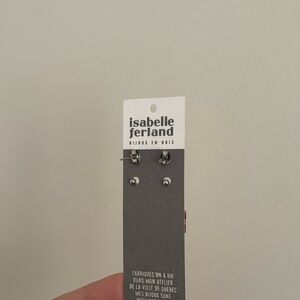 isabelle
ferland
BIJOUX EN BOIS
FABRIQUÉS UN À UN
DANS MON ATELIER
DE LA VILLE DE QUÉBEC
MES BIJOUX SONT